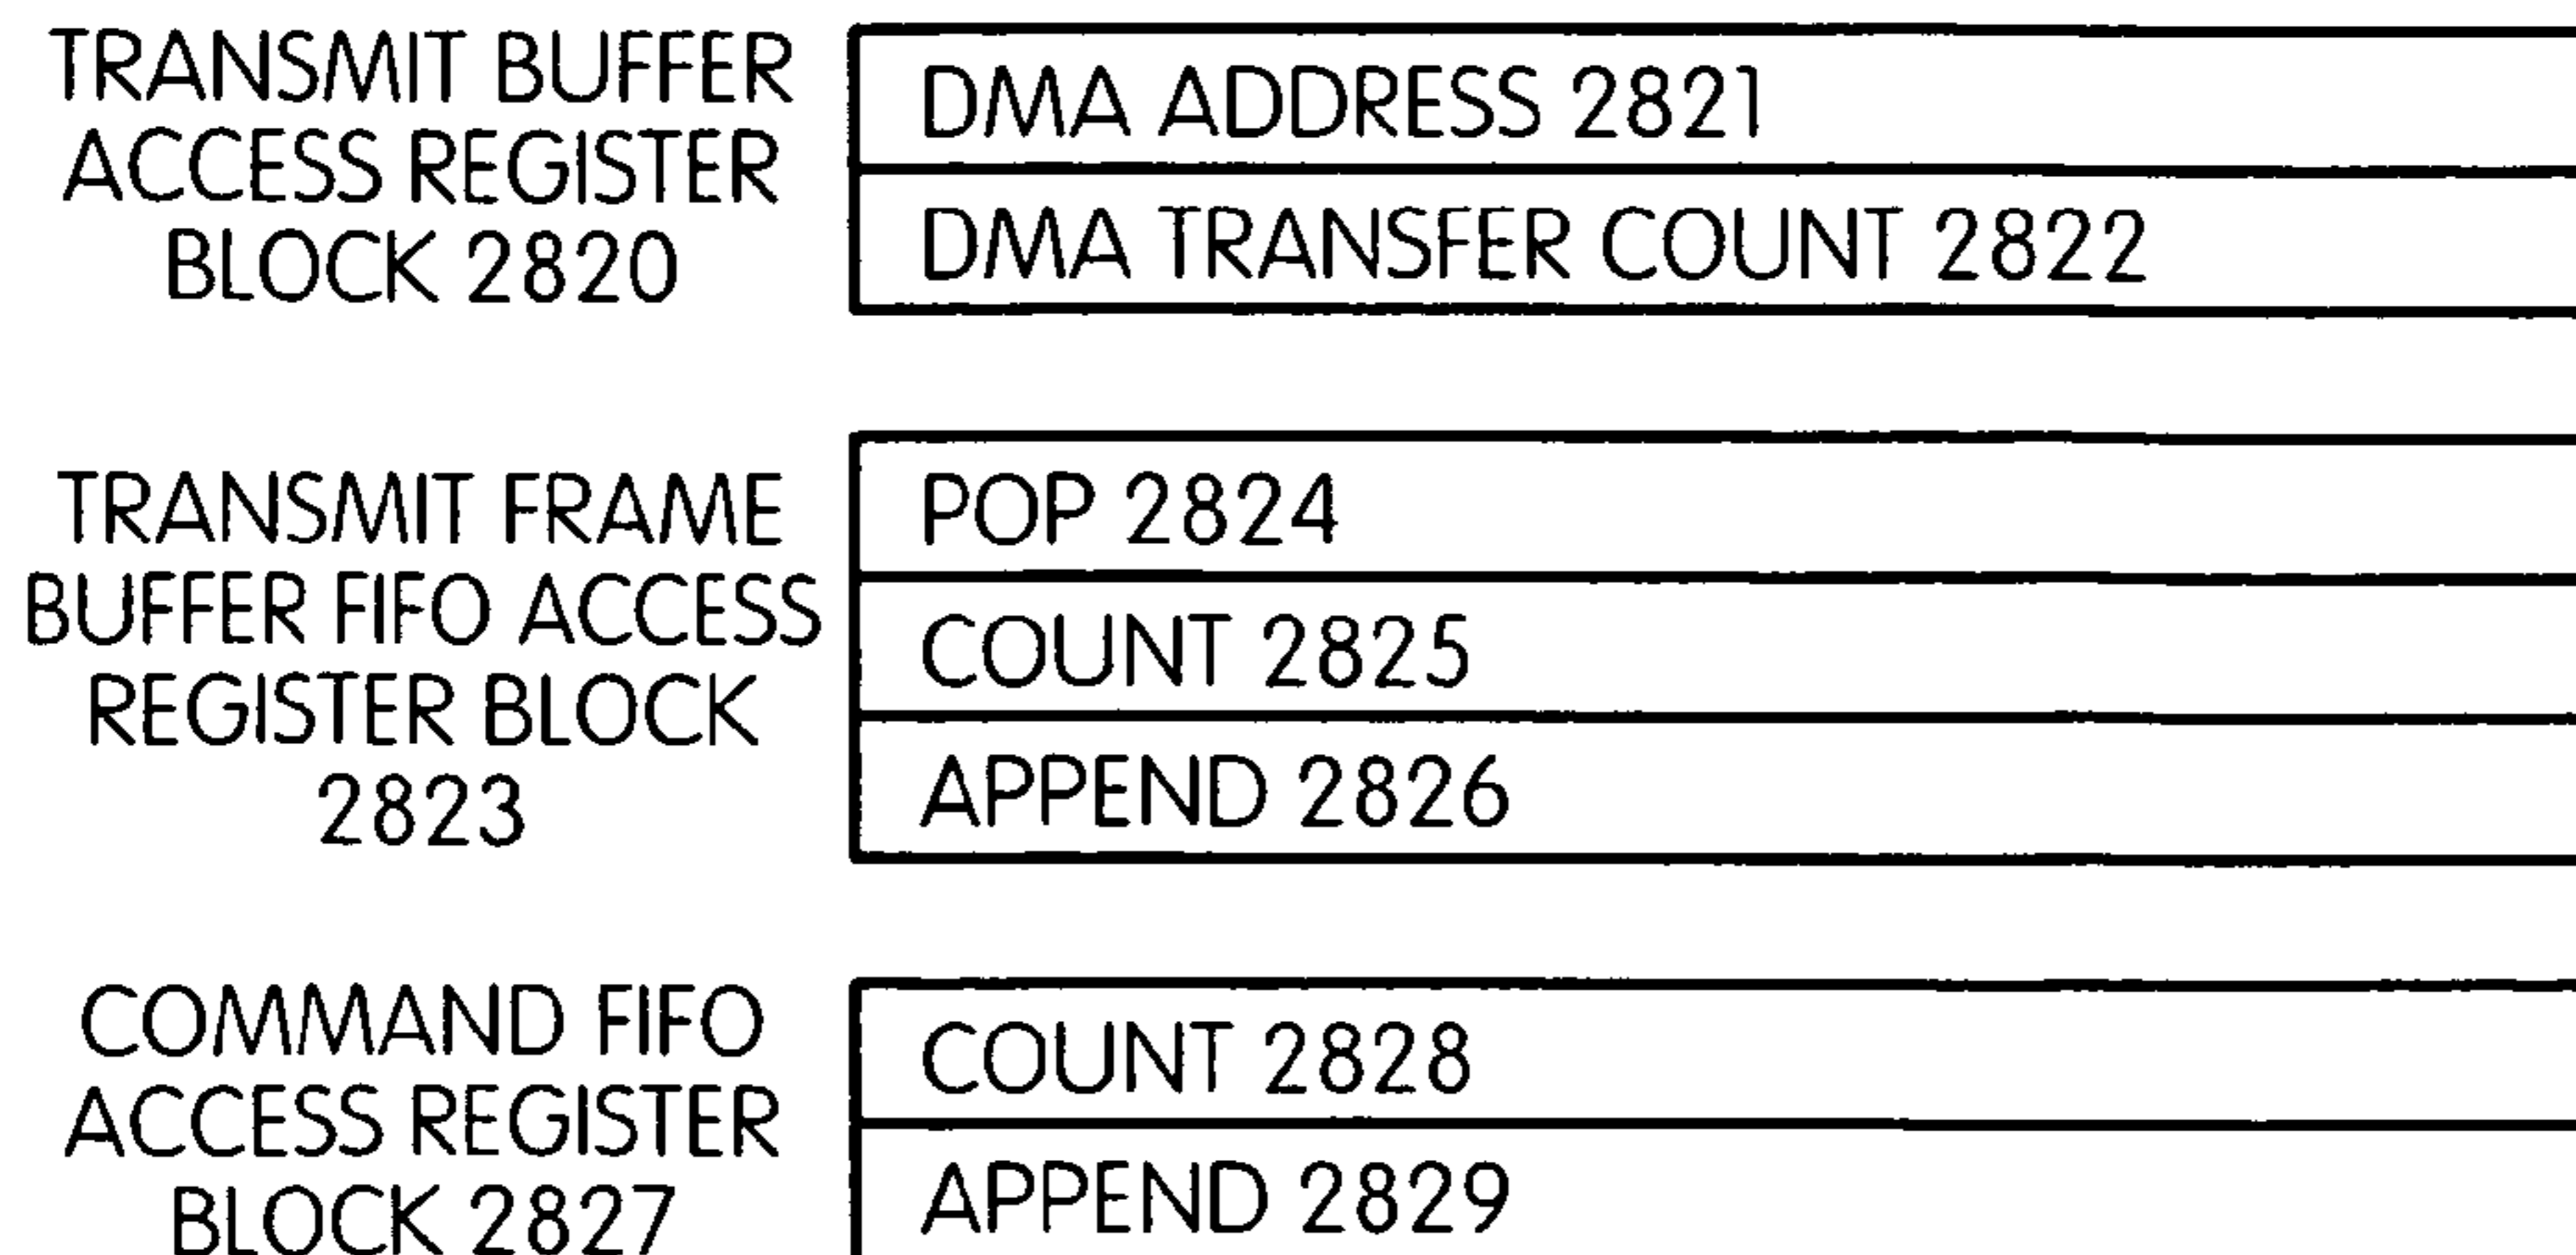 TRANSMIT BUFFER
ACCESS REGISTER
BLOCK 2820
DMA ADDRESS 2821
DMA TRANSFER COUNT 2822
TRANSMIT FRAME
BUFFER FIFO ACCESS
REGISTER BLOCK
2823
POP 2824
COUNT 2825
APPEND 2826
COMMAND FIFO
ACCESS REGISTER
BLOCK 2827
COUNT 2828
APPEND 2829